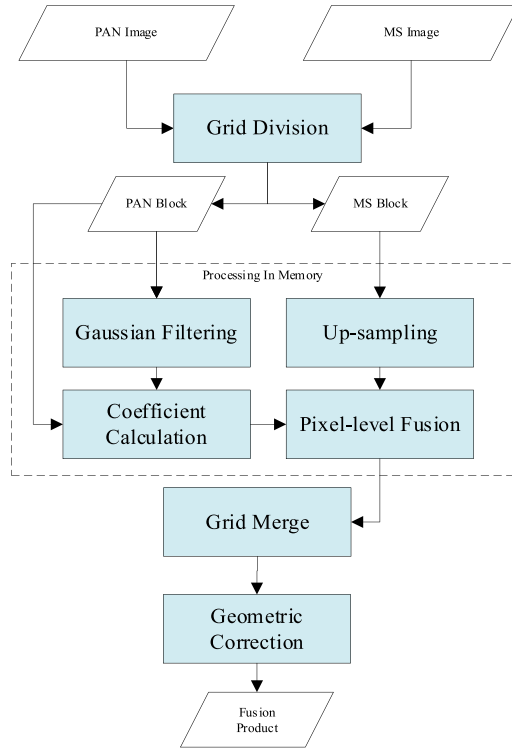 PAN Image
MS Image
Grid Division
PAN Block
MS Block
Processing In Memory
Gaussian Filtering
Up-sampling
Coefficient
Calculation
Pixel-level Fusion
Grid Merge
Geometric
Correction
Fusion
Product